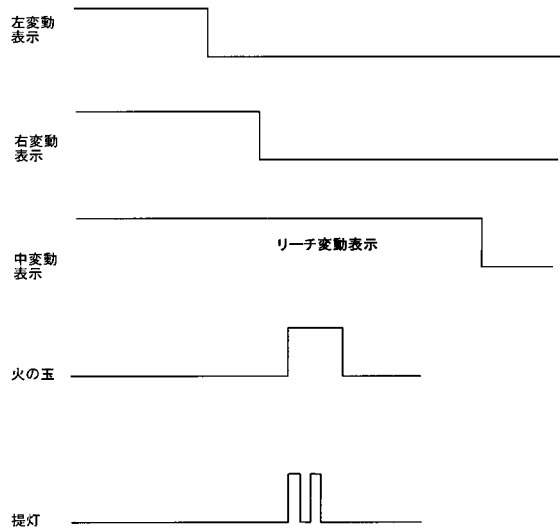 左変動
表示
右変動
表示
リーチ変動表示
中変動
表示
火の玉
提灯